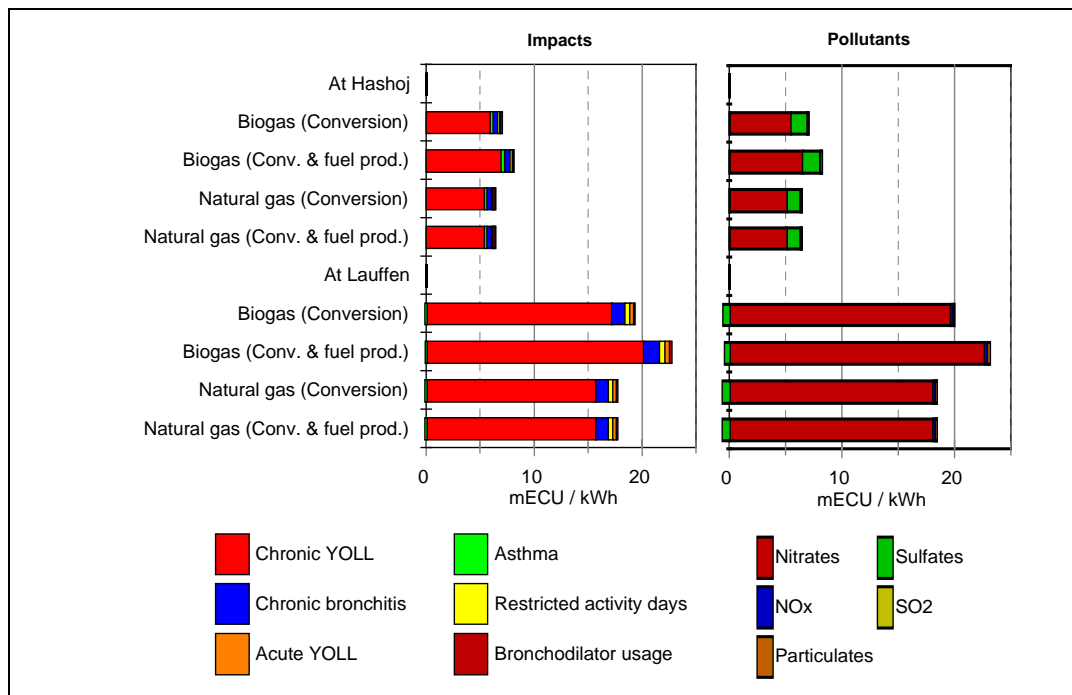 Impacts
Pollutants
At Hashoj
Biogas (Conversion)
Biogas (Conv. & fuel prod.)
Natural gas (Conversion)
Natural gas (Conv. & fuel prod.)
At Lauffen
Biogas (Conversion)
Biogas (Conv. & fuel prod.)
Natural gas (Conversion)
Natural gas (Conv. & fuel prod.)
0 10 20
mECU / kWh
0 10 20
mECU / kWh
Chronic YOLL
Asthma
Chronic bronchitis
Restricted activity days
Acute YOLL
Bronchodilator usage
Nitrates
Sulfates
NOx
SO2
Particulates